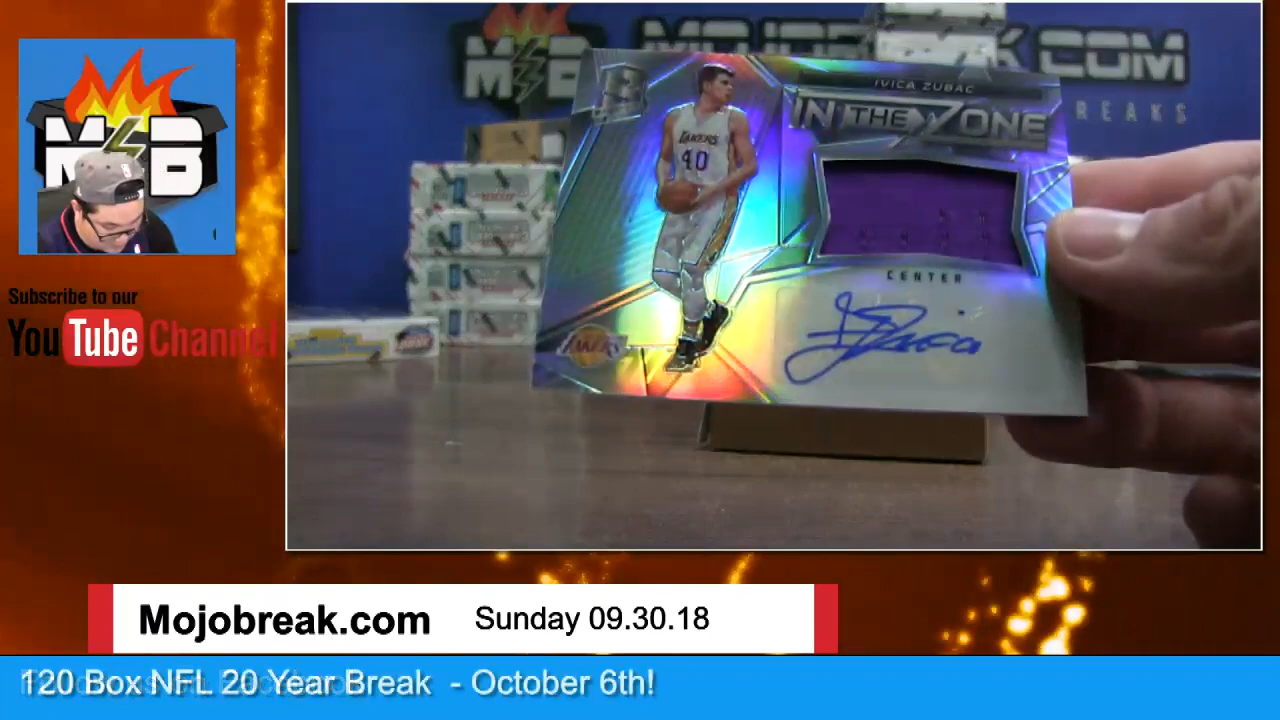 MOJOBREAK.COM
BREAKS
IVICA ZUBAC
IN THE ZONE
LAKERS
40
CENTER
LAKERS
Subscribe to our
YouTube Channel
Mojobreak.com Sunday 09.30.18
120 Box NFL 20 Year Break - October 6th!